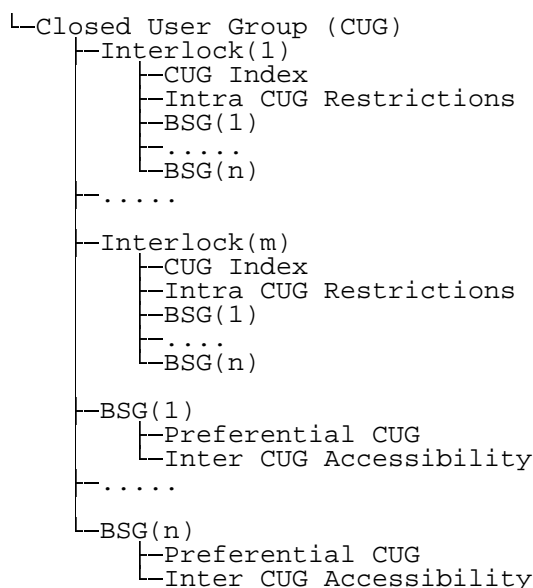 Closed User Group (CUG)
Interlock(1)
CUG Index
Intra CUG Restrictions
BSG(1)
.....
BSG(n)
.....
Interlock(m)
CUG Index
Intra CUG Restrictions
BSG(1)
....
BSG(n)
BSG(1)
Preferential CUG
Inter CUG Accessibility
.....
BSG(n)
Preferential CUG
Inter CUG Accessibility